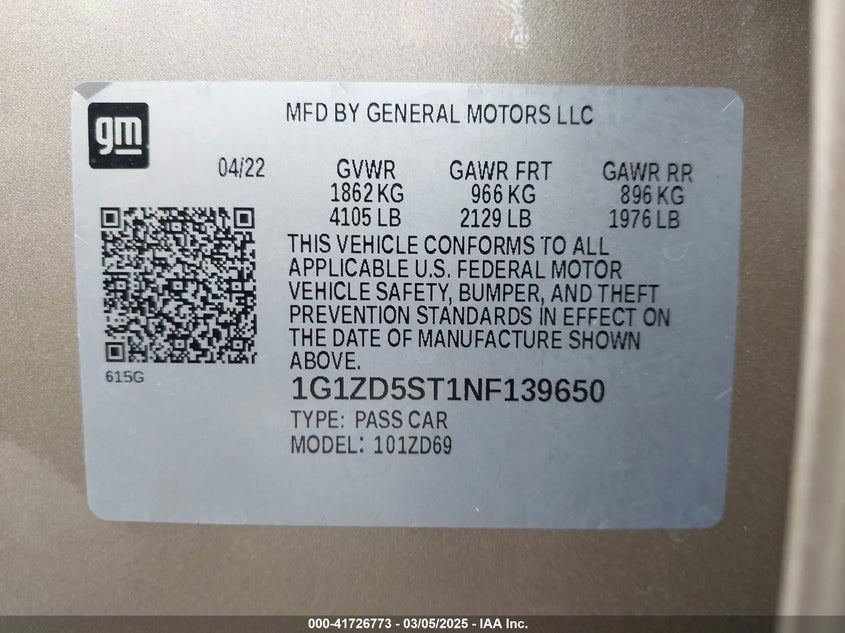 gm
MFD BY GENERAL MOTORS LLC
04/22 GVWR GAWR FRT GAWR RR
1862 KG 966 KG 896 KG
4105 LB 2129 LB 1976 LB
THIS VEHICLE CONFORMS TO ALL
APPLICABLE U.S. FEDERAL MOTOR
VEHICLE SAFETY, BUMPER, AND THEFT
PREVENTION STANDARDS IN EFFECT ON
THE DATE OF MANUFACTURE SHOWN
ABOVE.
615G
1G1ZD5ST1NF139650
TYPE: PASS CAR
MODEL: 101ZD69
000-41726773 - 03/05/2025 - IAA Inc.